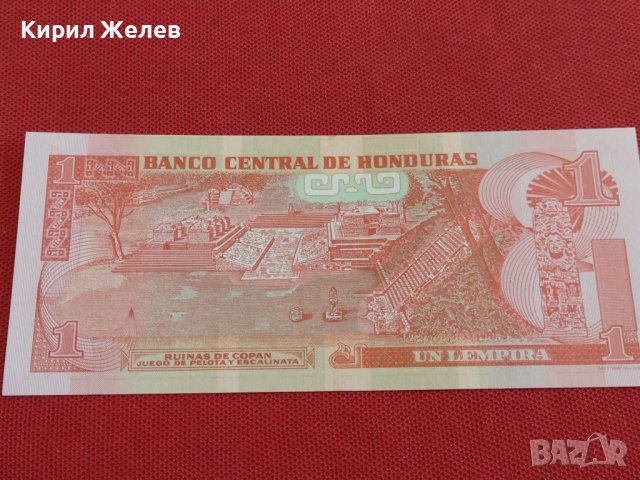 Кирил Желев
1 BANCO CENTRAL DE HONDURAS 1
1 RUINAS DE COPAN
JUEGO DE PELOTA Y ESCALINATA
UN LEMPIRA 1
BAZAR